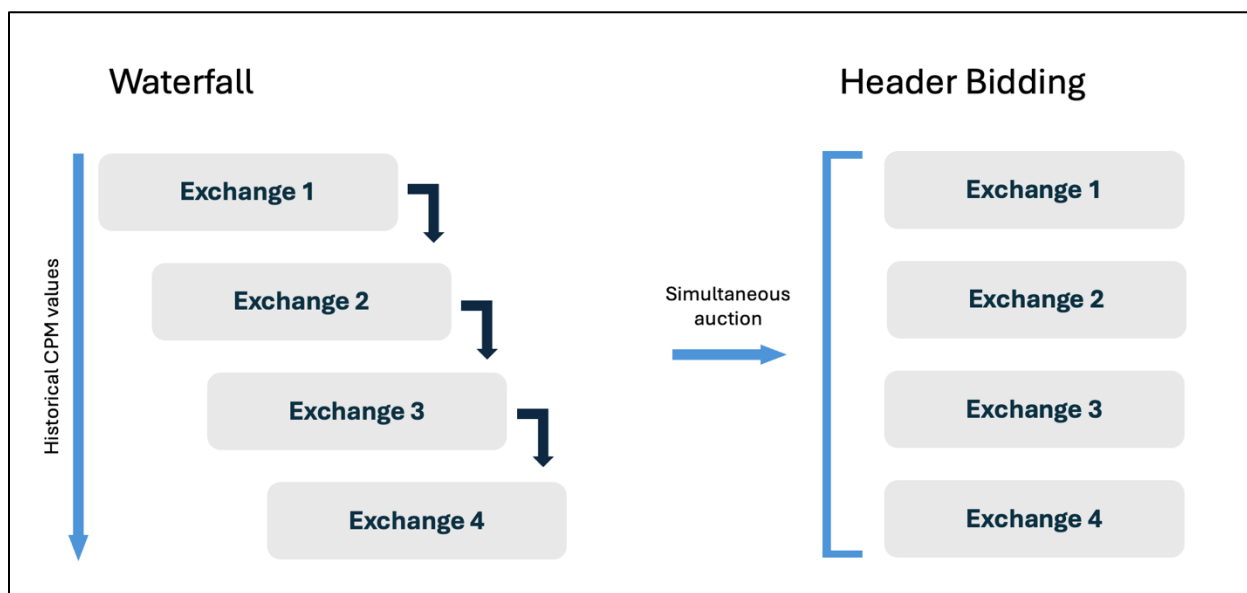 Waterfall
Historical CPM values
Exchange 1
Exchange 2
Exchange 3
Exchange 4
Simultaneous
auction
Header Bidding
Exchange 1
Exchange 2
Exchange 3
Exchange 4